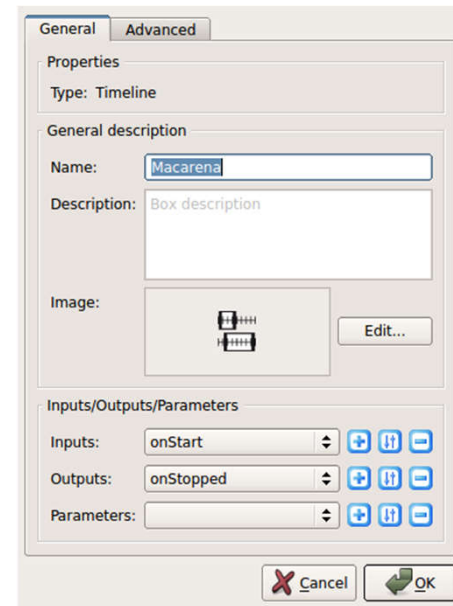 General Advanced
Properties
Type: Timeline
General description
Name: Macarena
Description: Box description
Image:
Edit...
Inputs/Outputs/Parameters
Inputs: onStart
Outputs: onStopped
Parameters:
Cancel OK